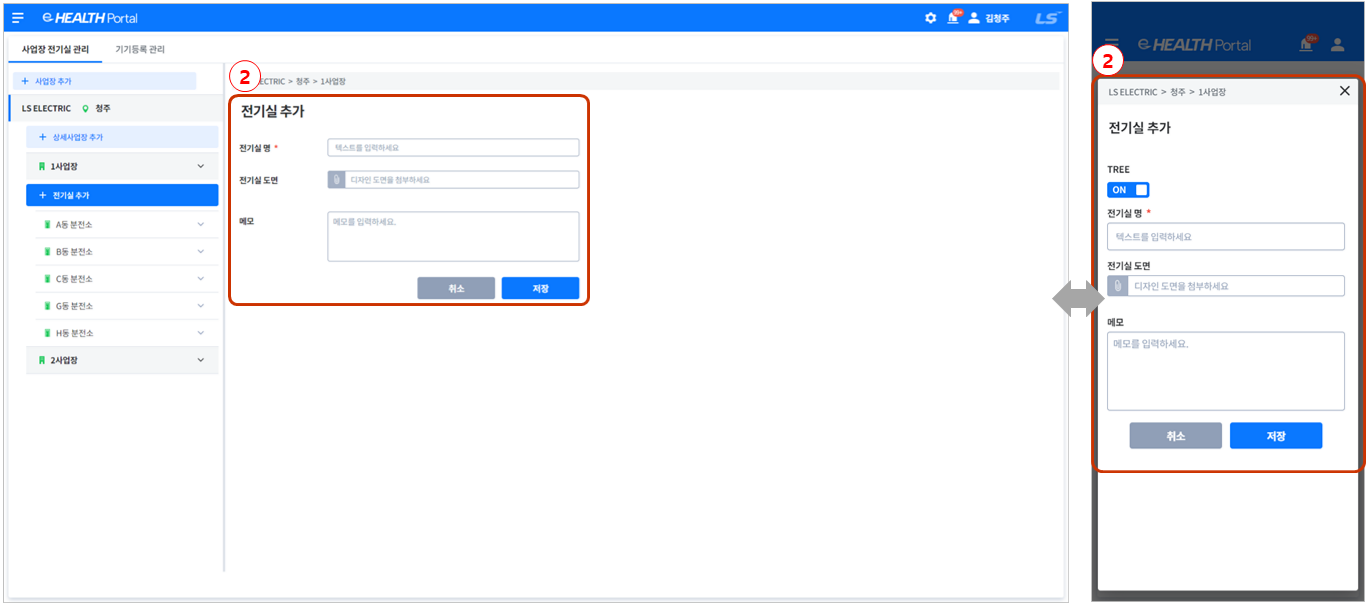 e HEALTH Portal
99+
김청주
LS
사업장 전기실 관리
기기등록 관리
+ 사업장 추가
LS ELECTRIC 청주
+ 상세사업장 추가
1사업장
+ 전기실 추가
A동 분전소
B동 분전소
C동 분전소
G동 분전소
H동 분전소
2사업장
2
ECTRIC > 청주 > 1사업장
전기실 추가
전기실 명 *
텍스트를 입력하세요
전기실 도면
디자인 도면을 첨부하세요
메모
메모를 입력하세요.
취소
저장
e HEALTH Portal
99+
2
LS ELECTRIC > 청주 > 1사업장
전기실 추가
TREE
ON
전기실 명 *
텍스트를 입력하세요
전기실 도면
디자인 도면을 첨부하세요
메모
메모를 입력하세요.
취소
저장